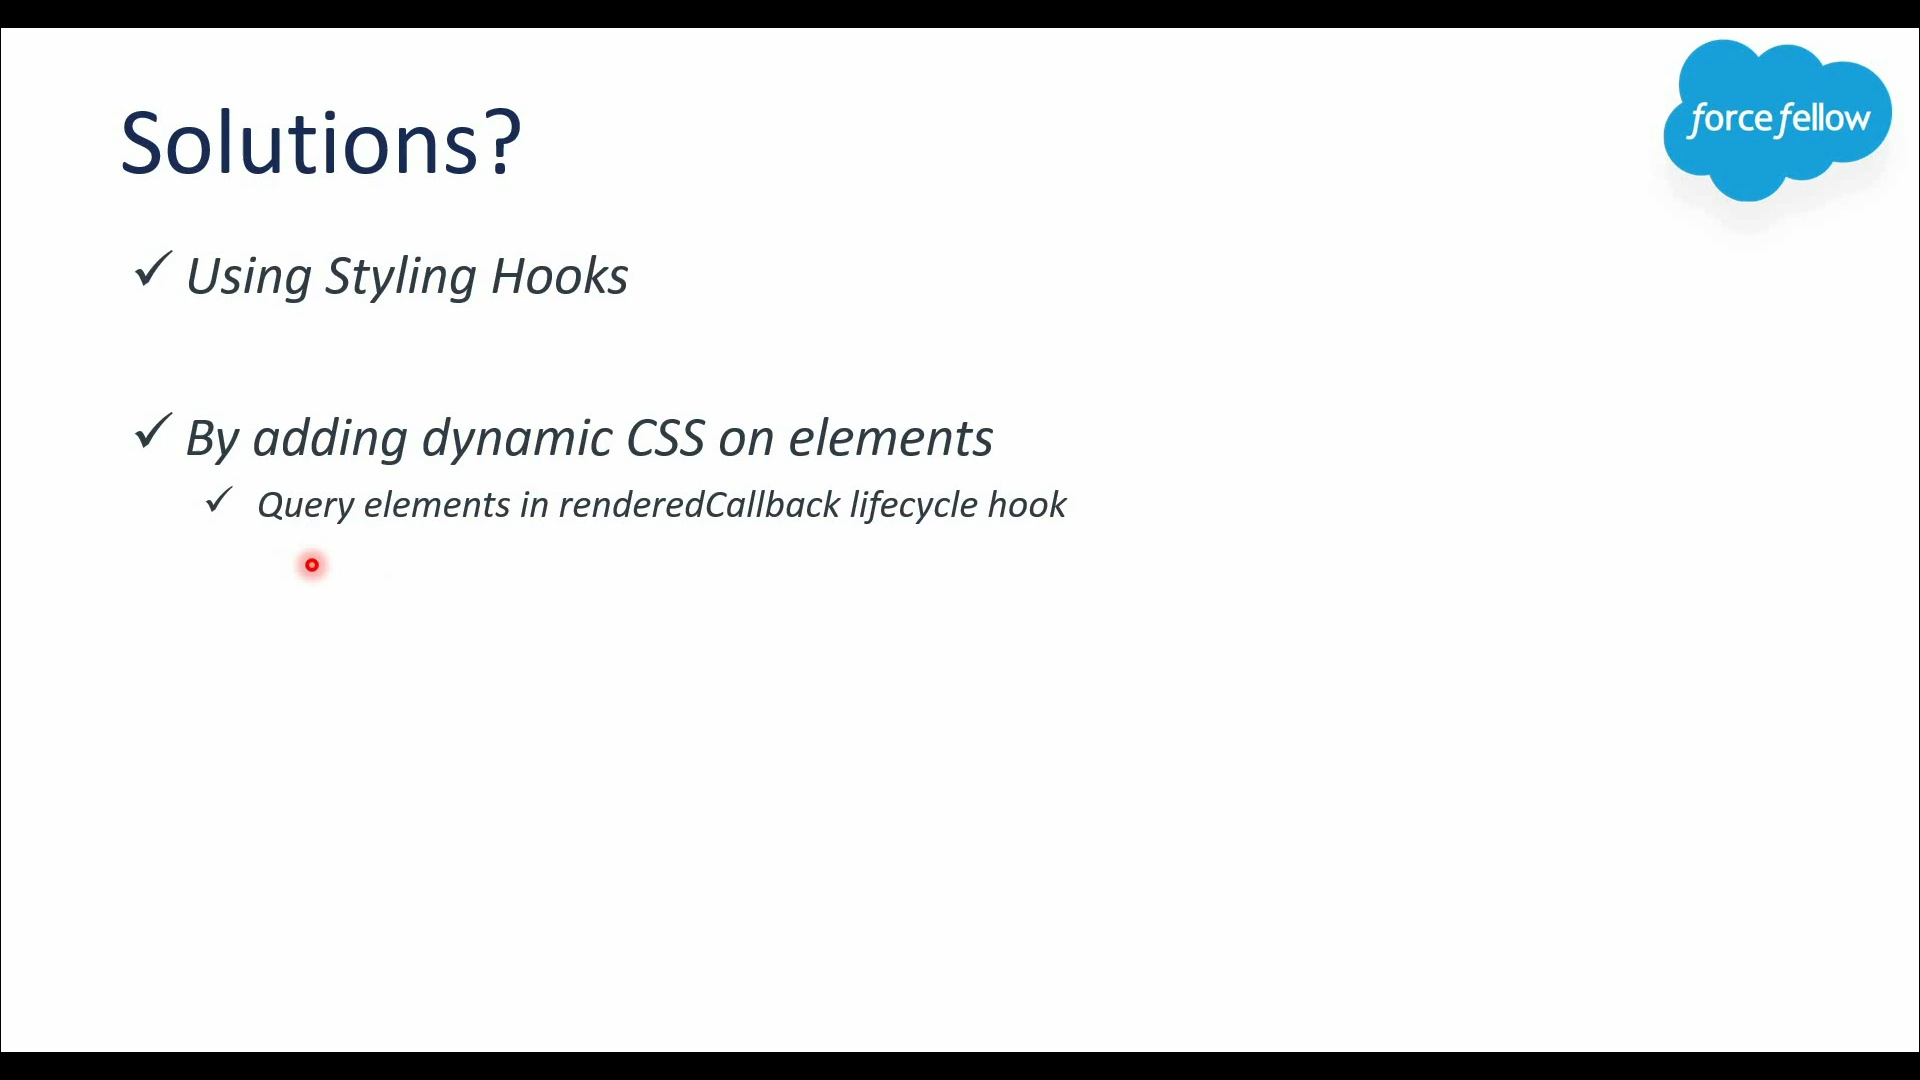 Solutions?
force fellow
✓ Using Styling Hooks
✓ By adding dynamic CSS on elements
✓ Query elements in renderedCallback lifecycle hook